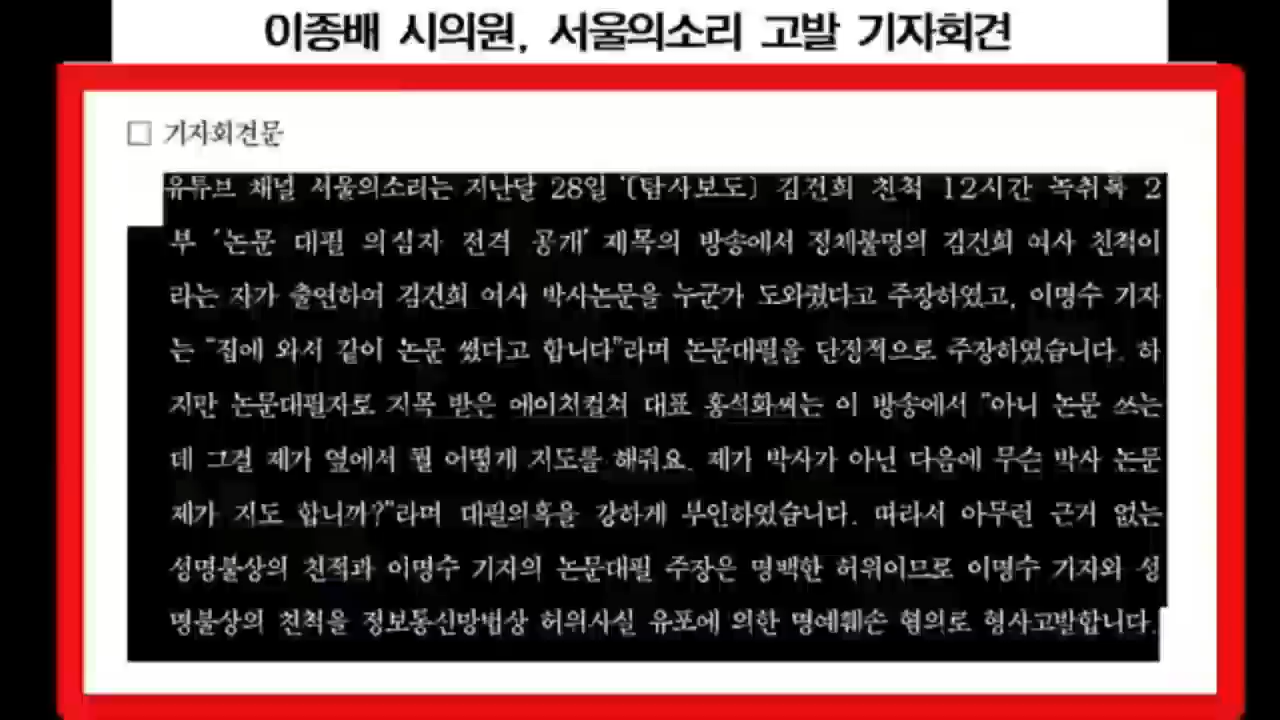 이종배 시의원, 서울의소리 고발 기자회견
□ 기자회견문
유튜브 채널 서울의소리는 지난달 28일 '[탐사보도] 김건희 친척 12시간 녹취록 2
부 '논문 대필 의심자 전격 공개' 제목의 방송에서 정체불명의 김건희 여사 친척이
라는 자가 출연하여 김건희 여사 박사논문을 누군가 도와줬다고 주장하였고, 이명수 기자
는 "집에 와서 같이 논문 썼다고 합니다"라며 논문대필을 단정적으로 주장하였습니다. 하
지만 논문대필자로 지목 받은 에이치컬쳐 대표 홍석화씨는 이 방송에서 "아니 논문 쓰는
데 그걸 제가 옆에서 뭘 어떻게 지도를 해줘요. 제가 박사가 아닌 다음에 무슨 박사 논문
제가 지도 합니까?"라며 대필의혹을 강하게 부인하였습니다. 따라서 아무런 근거 없는
성명불상의 친척과 이명수 기자의 논문대필 주장은 명백한 허위이므로 이명수 기자와 성
명불상의 친척을 정보통신망법상 허위사실 유포에 의한 명예훼손 혐의로 형사고발합니다.